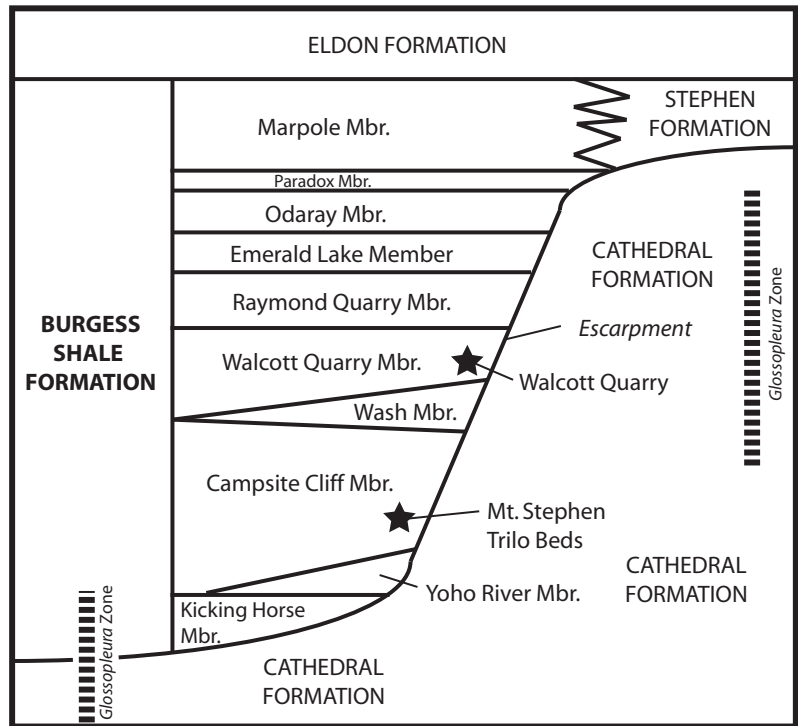 ELDON FORMATION
STEPHEN
FORMATION
Marpole Mbr.
Paradox Mbr.
Odaray Mbr.
Emerald Lake Member
CATHEDRAL
FORMATION
Raymond Quarry Mbr.
Glossopleura Zone
BURGESS
SHALE
FORMATION
Escarpment
Walcott Quarry Mbr.
Walcott Quarry
Wash Mbr.
Campsite Cliff Mbr.
Mt. Stephen
Trilo Beds
CATHEDRAL
FORMATION
Yoho River Mbr.
Kicking Horse
Mbr.
Glossopleura Zone
CATHEDRAL
FORMATION